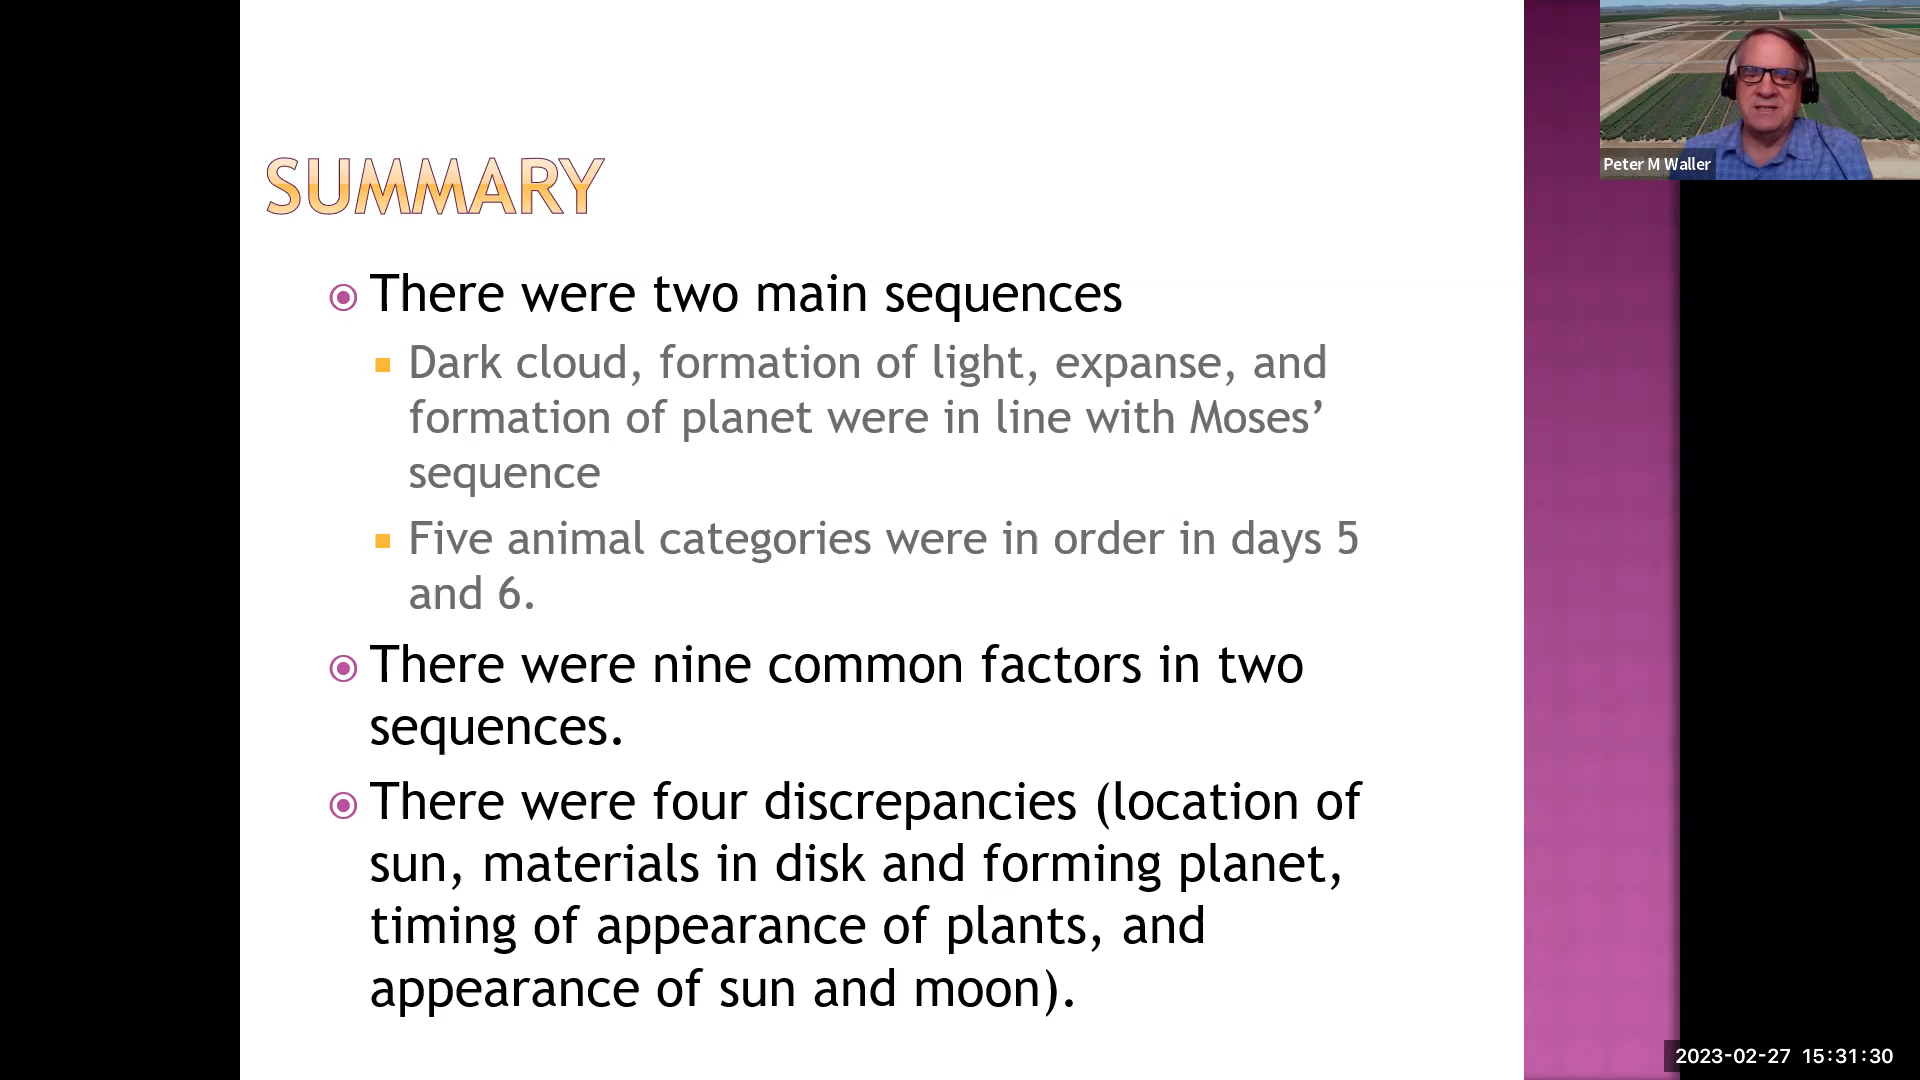 SUMMARY
There were two main sequences
Dark cloud, formation of light, expanse, and
formation of planet were in line with Moses’
sequence
Five animal categories were in order in days 5
and 6.
There were nine common factors in two
sequences.
There were four discrepancies (location of
sun, materials in disk and forming planet,
timing of appearance of plants, and
appearance of sun and moon).
Peter M Waller
2023-02-27 15:31:30